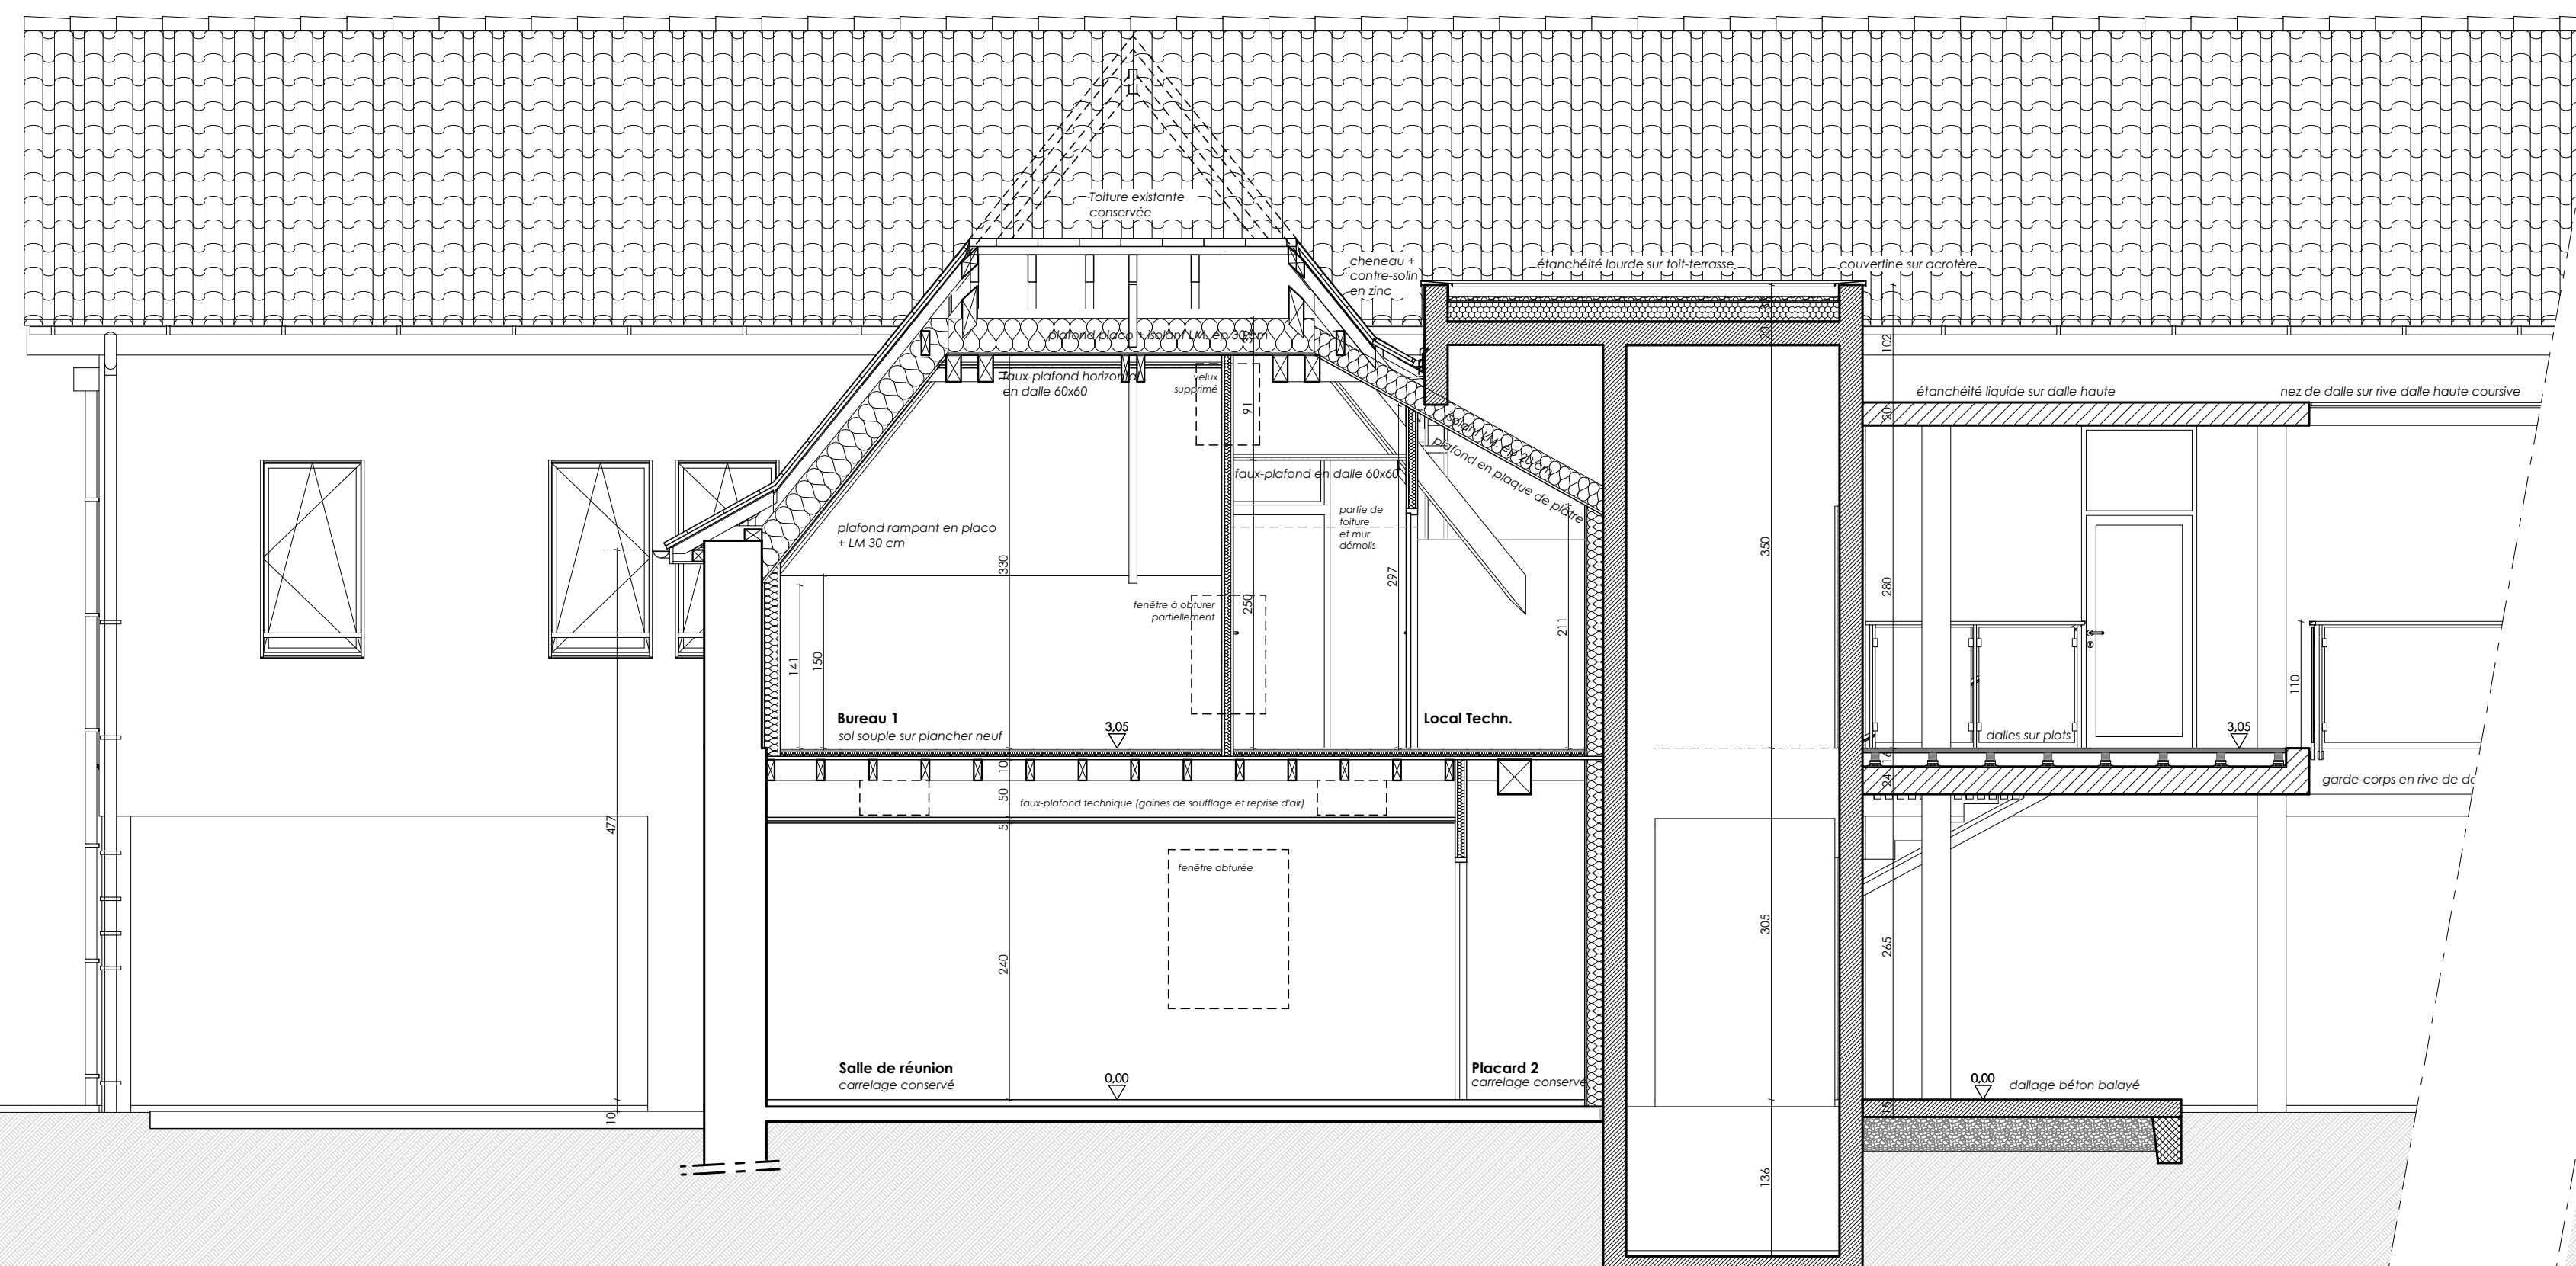 Toiture existante
conservée
cheneau +
contre-solin
en zinc
étanchéité lourde sur toit-terrasse
couvertine sur acrotère
plafond placo + isolant LM. ép 30 cm
faux-plafond horizontal
en dalle 60x60
velux
supprimé
91
20
102
20
étanchéité liquide sur dalle haute
nez de dalle sur rive dalle haute coursive
isolant LM. ép 20 cm
plafond en plaque de plâtre
faux-plafond en dalle 60x60
partie de
toiture
et mur
démolis
plafond rampant en placo
+ LM 30 cm
330
297
350
280
fenêtre à obturer
partiellement
250
211
141
150
110
Bureau 1
sol souple sur plancher neuf
3,05
Local Techn.
dalles sur plots
3,05
10
50
5
faux-plafond technique (gaines de soufflage et reprise d'air)
16
24
garde-corps en rive de
477
fenêtre obturée
240
305
265
Salle de réunion
carrelage conservé
0,00
Placard 2
carrelage conservé
0,00
dallage béton balayé
10
15
136